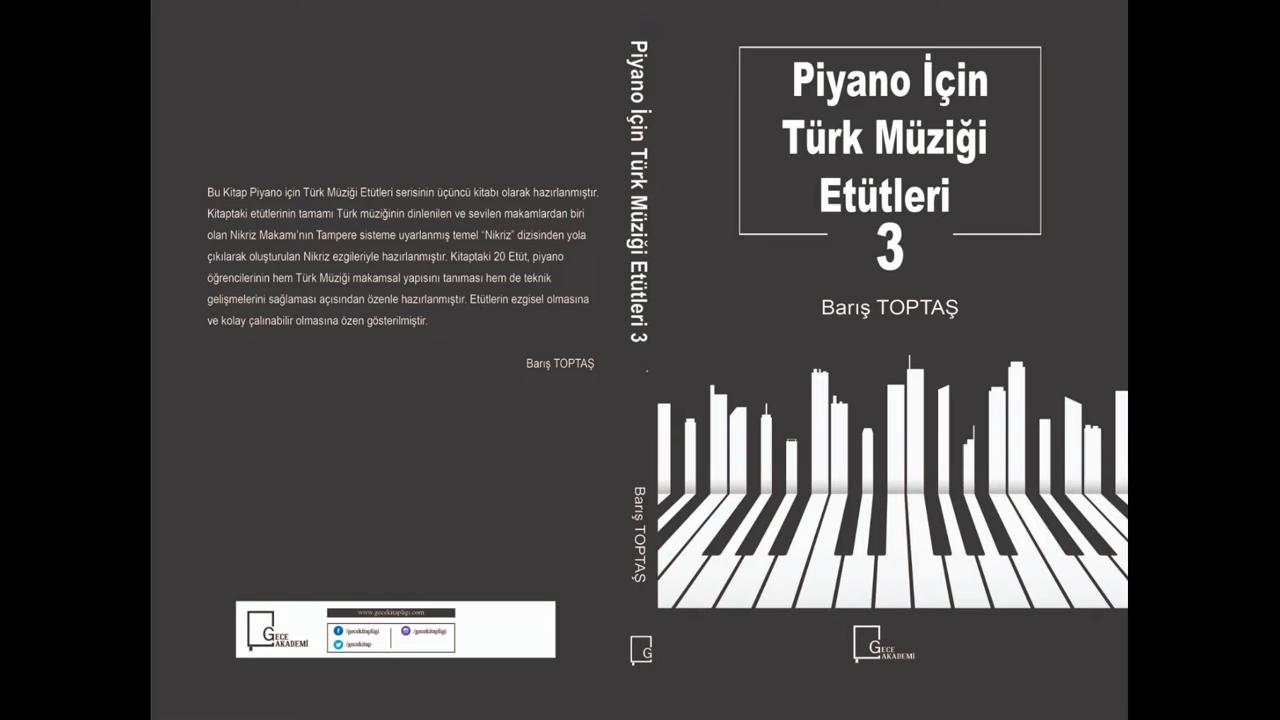 Bu Kitap Piyano için Türk Müziği Etütleri serisinin üçüncü kitabı olarak hazırlanmıştır.
Kitaptaki etütlerinin tamamı Türk müziğinin dinlenilen ve sevilen makamlardan biri
olan Nikriz Makamı'nın Tampere sisteme uyarlanmış temel "Nikriz" dizisinden yola
çıkılarak oluşturulan Nikriz ezgileriyle hazırlanmıştır. Kitaptaki 20 Etüt, piyano
öğrencilerinin hem Türk Müziği makamsal yapısını tanıması hem de teknik
gelişmelerini sağlaması açısından özenle hazırlanmıştır. Etütlerin ezgisel olmasına
ve kolay çalınabilir olmasına özen gösterilmiştir.
Barış TOPTAŞ
GECE
AKADEMİ
www.gecekitapligi.com
/gecekitapligi
/gecekitapligi
/gecekitap
Piyano İçin Türk Müziği Etütleri 3
Barış TOPTAŞ
G
Piyano İçin
Türk Müziği
Etütleri
3
Barış TOPTAŞ
GECE
AKADEMİ